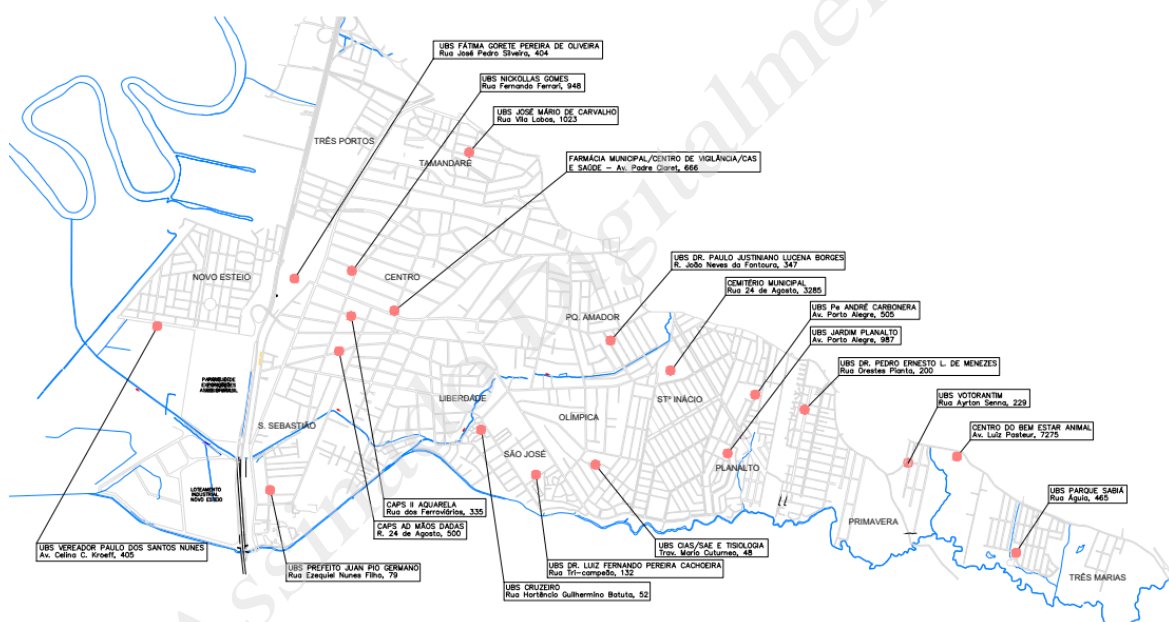 UBS FÁTIMA GORETE PEREIRA DE OLIVEIRA
Rua José Pedro Silveira, 404
UBS NICKOLLAS GOMES
Rua Fernando Ferrari, 948
UBS JOSÉ MÁRIO DE CARVALHO
Rua Vila Lobos, 1023
TRÊS PORTOS
TAMANDARÉ
FARMÁCIA MUNICIPAL/CENTRO DE VIGILÂNCIA/CAS
E SAÚDE - Av. Padre Claret, 666
NOVO ESTEIO
CENTRO
UBS DR. PAULO JUSTINIANO LUCENA BORGES
R. João Neves da Fontoura, 347
CEMITÉRIO MUNICIPAL
Rua 24 de Agosto, 3285
UBS Pe ANDRÉ CARBONERA
Av. Porto Alegre, 505
PQ. AMADOR
UBS JARDIM PLANALTO
Av. Porto Alegre, 987
UBS DR. PEDRO ERNESTO L. DE MENEZES
Rua Orestes Pianta, 200
UBS VOTORANTIM
Rua Ayrton Senna, 229
LIBERDADE
STº INÁCIO
OLÍMPICA
S. SEBASTIÃO
CENTRO DO BEM ESTAR ANIMAL
Av. Luiz Pasteur, 7275
SÃO JOSÉ
PLANALTO
LOTEAMENTO
INDUSTRIAL
NOVO ESTEIO
UBS PARQUE SABIÁ
Rua Águia, 465
CAPS II AQUARELA
Rua dos Ferroviários, 335
CAPS AD MÃOS DADAS
R. 24 de Agosto, 500
PRIMAVERA
UBS VEREADOR PAULO DOS SANTOS NUNES
Av. Celina C. Kroeff, 405
UBS CIAS/SAE E TISIOLOGIA
Trav. Mario Cuturneo, 48
UBS PREFEITO JUAN PIO GERMANO
Rua Ezequiel Nunes Filho, 79
UBS DR. LUIZ FERNANDO PEREIRA CACHOEIRA
Rua Tri-campeão, 132
TRÊS MARIAS
UBS CRUZEIRO
Rua Hortêncio Guilhermino Batuta, 52
Assinado Digitalme